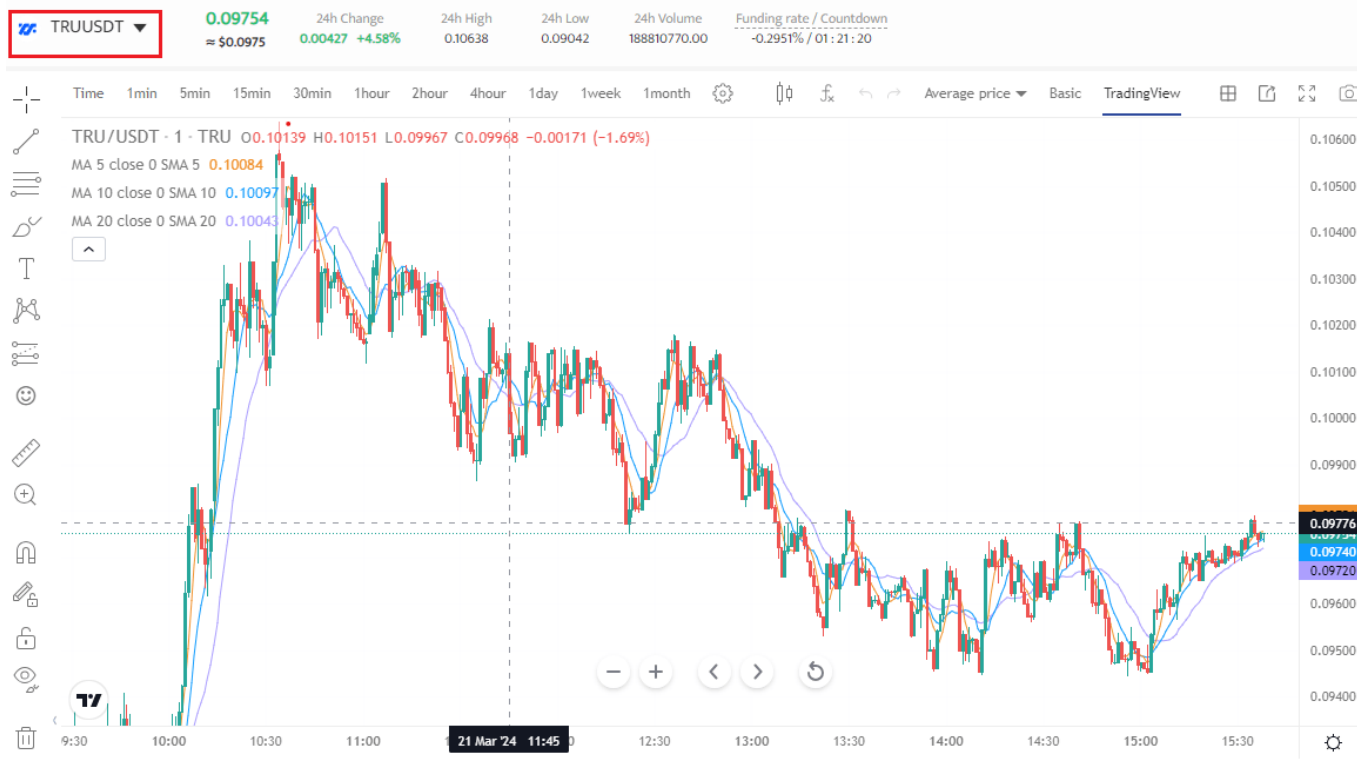 TRUUSDT
0.09754
≈ $0.0975
24h Change
0.00427 +4.58%
24h High
0.10638
24h Low
0.09042
24h Volume
188810770.00
Funding rate / Countdown
-0.2951% / 01 : 21 : 20
Time 1min 5min 15min 30min 1hour 2hour 4hour 1day 1week 1month Average price Basic TradingView
TRU/USDT · 1 · TRU O0.10139 H0.10151 L0.09967 C0.09968 −0.00171 (−1.69%)
MA 5 close 0 SMA 5 0.10084
MA 10 close 0 SMA 10 0.10097
MA 20 close 0 SMA 20 0.10043
0.10600
0.10500
0.10400
0.10300
0.10200
0.10100
0.10000
0.09900
0.09776
0.09740
0.09720
0.09600
0.09500
0.09400
9:30 10:00 10:30 11:00 21 Mar '24 11:45 12:30 13:00 13:30 14:00 14:30 15:00 15:30